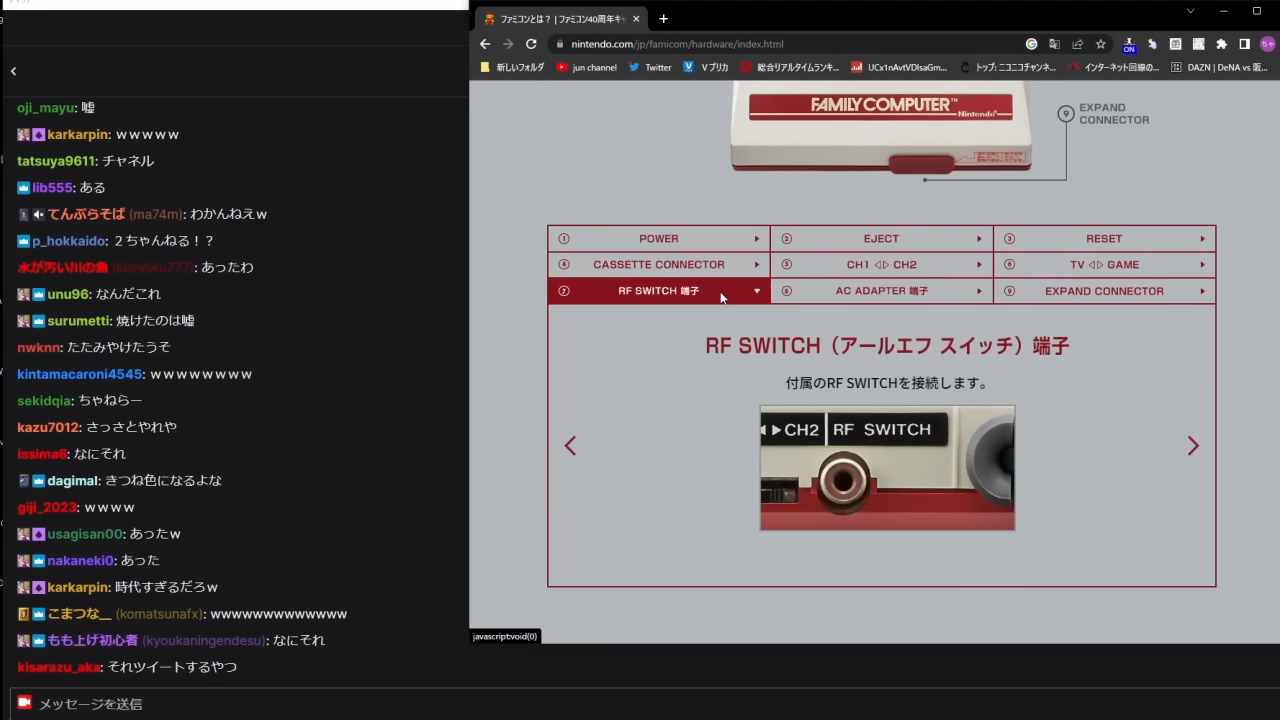 oji_mayu: 嘘
karkarpin: ｗｗｗｗｗ
tatsuya9611: チャネル
lib555: ある
てんぷらそば (ma74m): わかんねえｗ
p_hokkaido: ２ちゃんねる！？
水が汚い川の魚 (kinnniku777): あったわ
unu96: なんだこれ
surumetti: 焼けたのは嘘
nwknn: たたみやけたうそ
kintamacaroni4545: ｗｗｗｗｗｗｗｗ
sekidqia: ちゃねらー
kazu7012: さっさとやれや
issima6: なにそれ
dagimal: きつね色になるよな
giji_2023: ｗｗｗｗ
usagisan00: あったｗ
nakaneki0: あった
karkarpin: 時代すぎるだろｗ
こまつな__ (komatsunafx): wwwwwwwwwwwww
もも上げ初心者 (kyoukaningendesu): なにそれ
kisarazu_aka: それツイートするやつ
メッセージを送信
ファミコンとは？ | ファミコン40周年キャ
nintendo.com/jp/famicom/hardware/index.html
ON
ちゃ
新しいフォルダ
jun channel
Twitter
Vプリカ
総合リアルタイムランキ...
UCx1nAvtVDIsaGm...
トップ: ニコニコチャンネ...
インターネット回線の...
DAZN | DeNA vs 阪...
FAMILY COMPUTER™
Nintendo
⑨ EXPAND
CONNECTOR
① POWER
② EJECT
③ RESET
④ CASSETTE CONNECTOR
⑤ CH1 ◁▷ CH2
⑥ TV ◁▷ GAME
⑦ RF SWITCH 端子
⑧ AC ADAPTER 端子
⑨ EXPAND CONNECTOR
RF SWITCH（アールエフ スイッチ）端子
付属のRF SWITCHを接続します。
CH2 RF SWITCH
javascript:void(0)